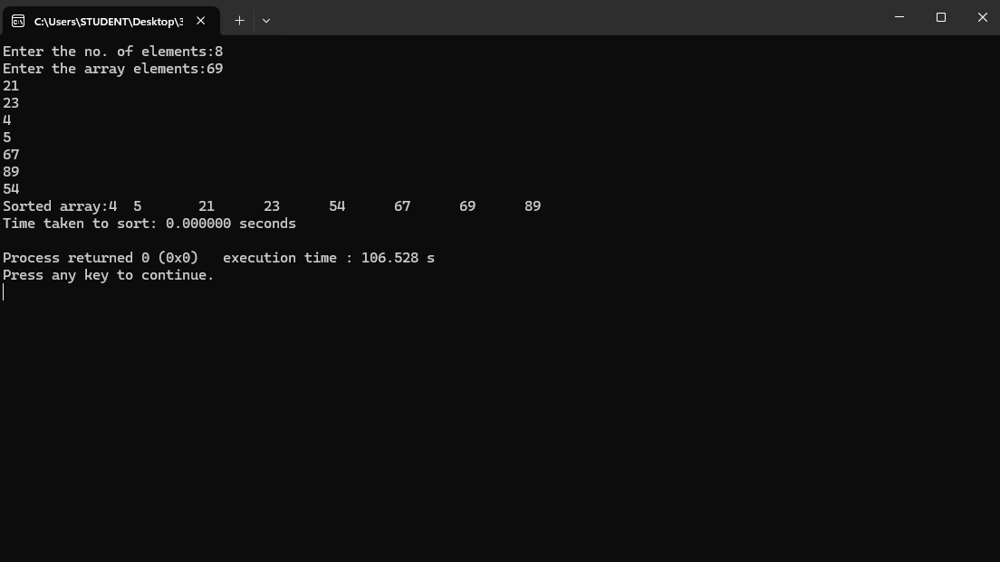 C:\Users\STUDENT\Desktop\3
Enter the no. of elements:8
Enter the array elements:69
21
23
4
5
67
89
54
Sorted array:4  5       21      23      54      67      69      89
Time taken to sort: 0.000000 seconds
Process returned 0 (0x0)   execution time : 106.528 s
Press any key to continue.